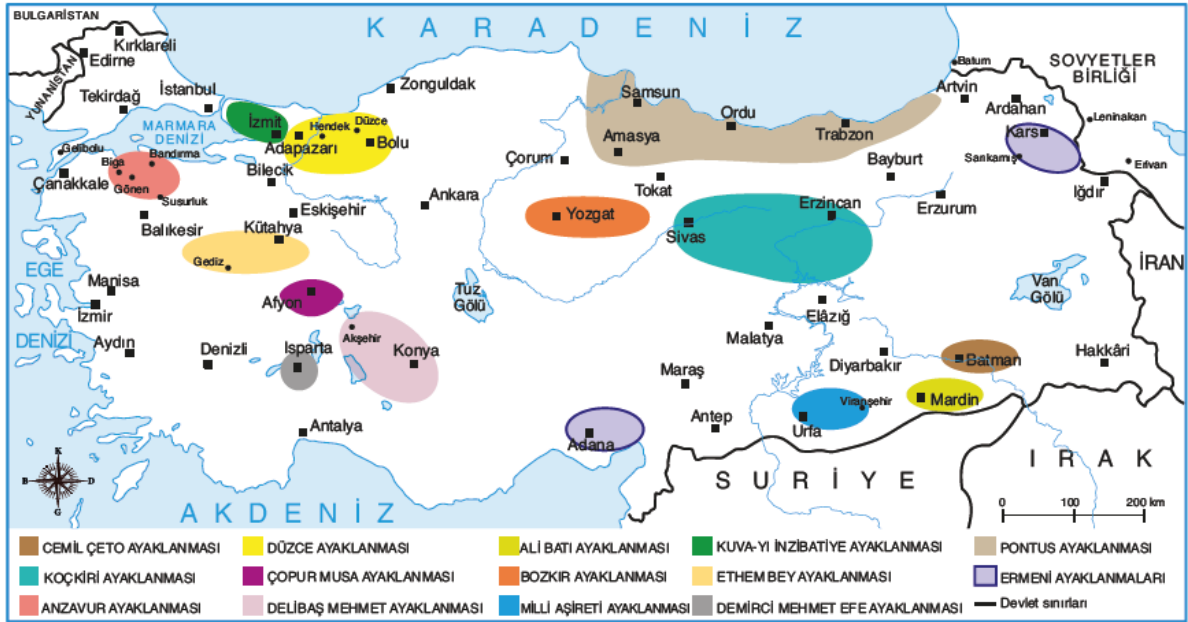 BULGARİSTAN
KARADENİZ
Kırklareli
Edirne
YUNANİSTAN
Tekirdağ
İstanbul
Zonguldak
Batum
SOVYETLER
BİRLİĞİ
Artvin
Ardahan
Samsun
Ordu
Trabzon
Kars
Leninakan
MARMARA
DENİZİ
İzmit
Hendek
Düzce
Adapazarı
Bolu
Amasya
Çorum
Bayburt
Sarıkamış
Erivan
Gelibolu
Bandırma
Biga
Gönen
Çanakkale
Susurluk
Bilecik
Ankara
Tokat
Iğdır
Eskişehir
Yozgat
Sivas
Erzincan
Erzurum
Balıkesir
Kütahya
Gediz
EGE
DENİZİ
Manisa
İzmir
Afyon
Tuz
Gölü
Van
Gölü
İRAN
Elâzığ
Akşehir
Malatya
Aydın
Denizli
Isparta
Konya
Diyarbakır
Batman
Hakkâri
Maraş
Viranşehir
Mardin
Antalya
Adana
Antep
Urfa
SURİYE
IRAK
K
B
D
G
AKDENİZ
0 100 200 km
CEMİL ÇETO AYAKLANMASI
DÜZCE AYAKLANMASI
ALİ BATI AYAKLANMASI
KUVA-YI İNZİBATİYE AYAKLANMASI
PONTUS AYAKLANMASI
KOÇKİRİ AYAKLANMASI
ÇOPUR MUSA AYAKLANMASI
BOZKIR AYAKLANMASI
ETHEM BEY AYAKLANMASI
ERMENİ AYAKLANMALARI
ANZAVUR AYAKLANMASI
DELİBAŞ MEHMET AYAKLANMASI
MİLLİ AŞİRETİ AYAKLANMASI
DEMİRCİ MEHMET EFE AYAKLANMASI
Devlet sınırları